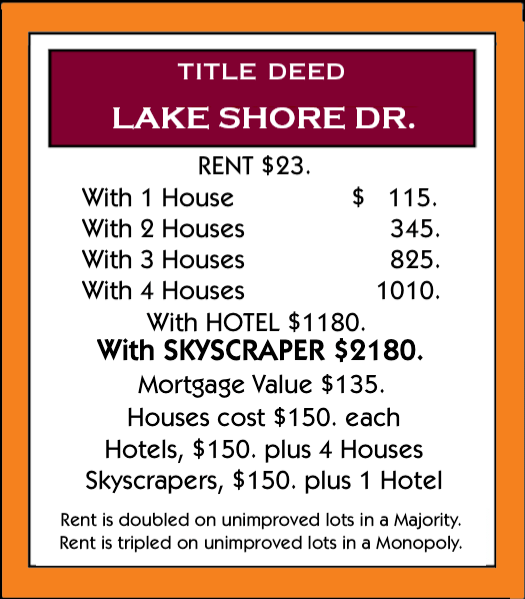 TITLE DEED
LAKE SHORE DR.
RENT $23.
With 1 House $ 115.
With 2 Houses 345.
With 3 Houses 825.
With 4 Houses 1010.
With HOTEL $1180.
With SKYSCRAPER $2180.
Mortgage Value $135.
Houses cost $150. each
Hotels, $150. plus 4 Houses
Skyscrapers, $150. plus 1 Hotel
Rent is doubled on unimproved lots in a Majority.
Rent is tripled on unimproved lots in a Monopoly.